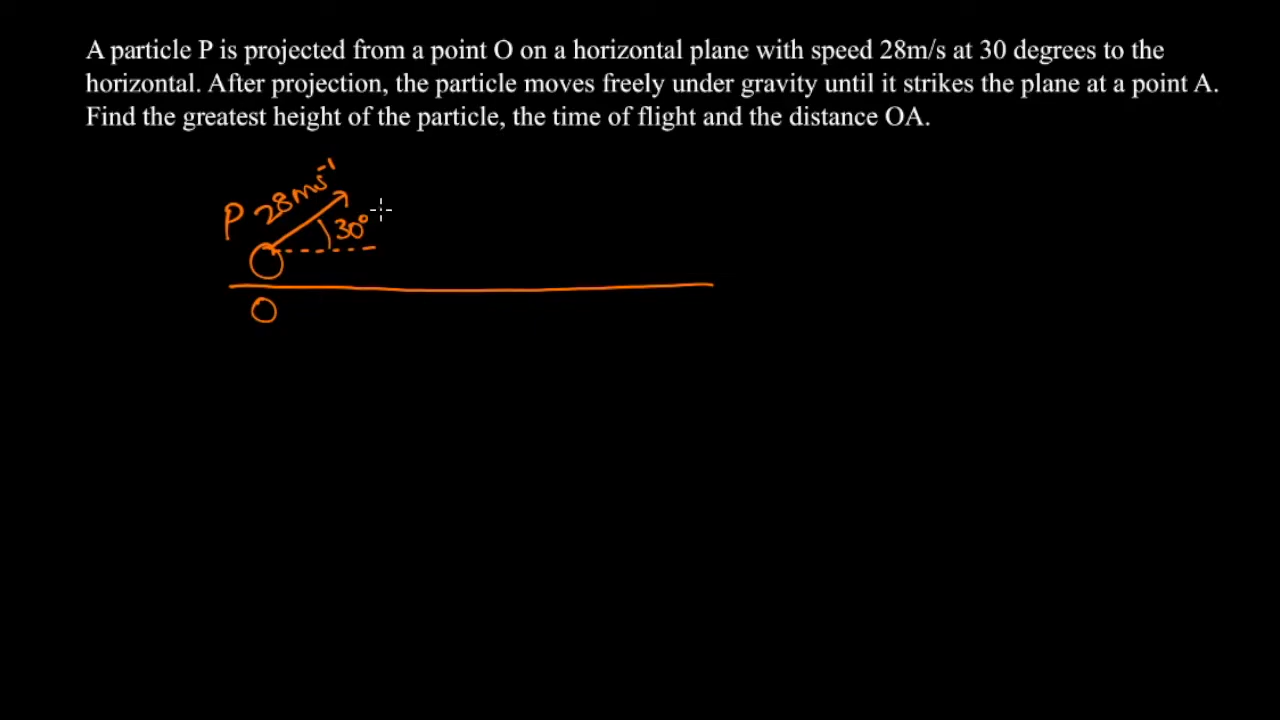 A particle P is projected from a point O on a horizontal plane with speed 28m/s at 30 degrees to the
horizontal. After projection, the particle moves freely under gravity until it strikes the plane at a point A.
Find the greatest height of the particle, the time of flight and the distance OA.
P 28ms⁻¹
30°
O